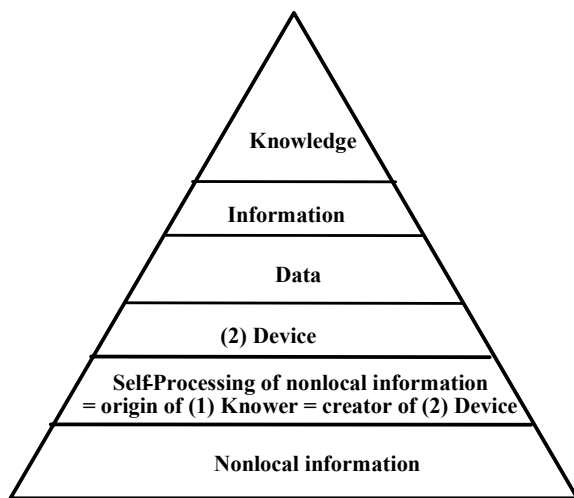 Knowledge
Information
Data
(2) Device
Self-Processing of nonlocal information
= origin of (1) Knower = creator of (2) Device
Nonlocal information